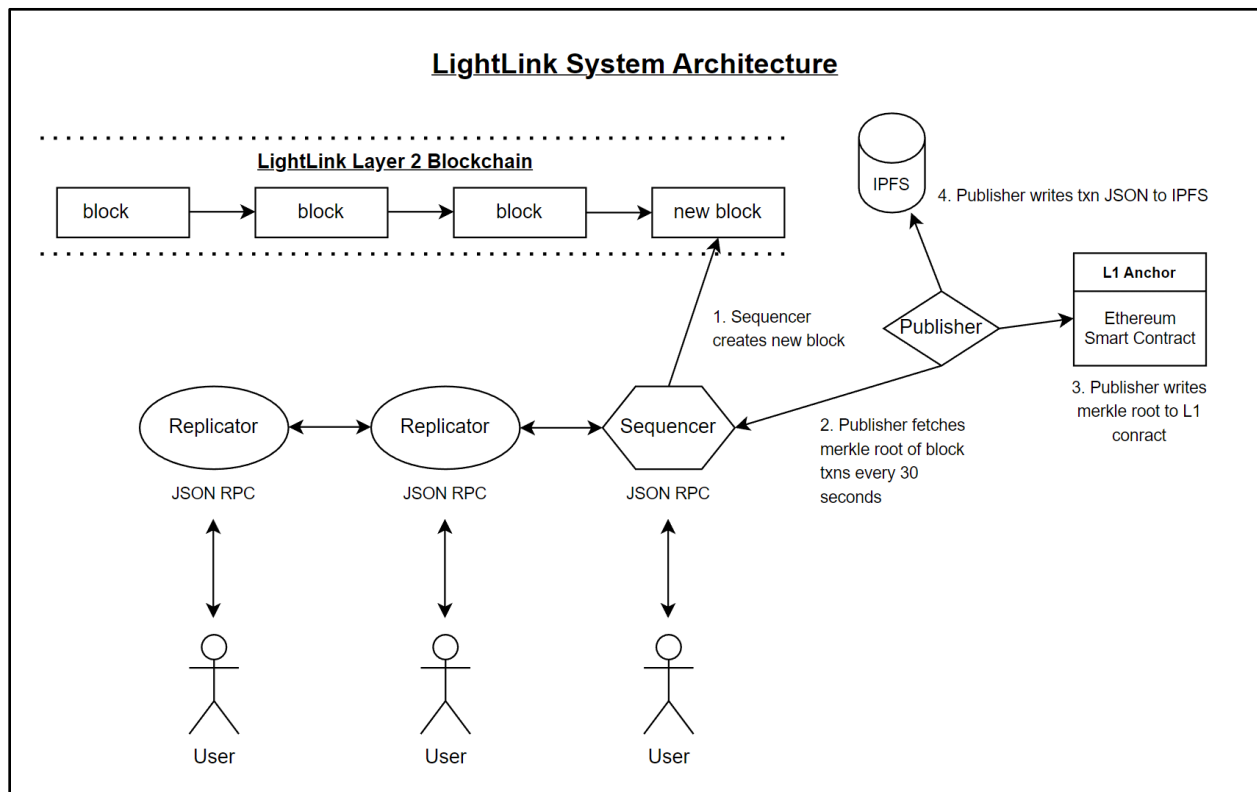 LightLink System Architecture
LightLink Layer 2 Blockchain
block
block
block
new block
IPFS
4. Publisher writes txn JSON to IPFS
L1 Anchor
Ethereum
Smart Contract
Publisher
1. Sequencer
creates new block
3. Publisher writes
merkle root to L1
conract
Replicator
Replicator
Sequencer
2. Publisher fetches
merkle root of block
txns every 30
seconds
JSON RPC
JSON RPC
JSON RPC
User
User
User